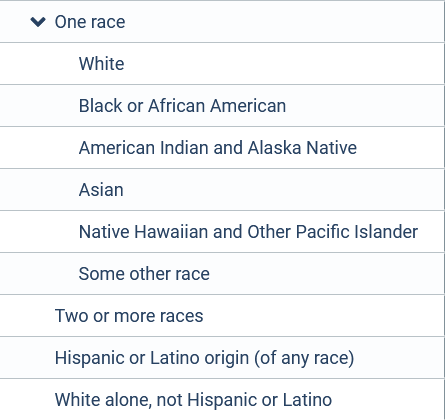 One race
White
Black or African American
American Indian and Alaska Native
Asian
Native Hawaiian and Other Pacific Islander
Some other race
Two or more races
Hispanic or Latino origin (of any race)
White alone, not Hispanic or Latino